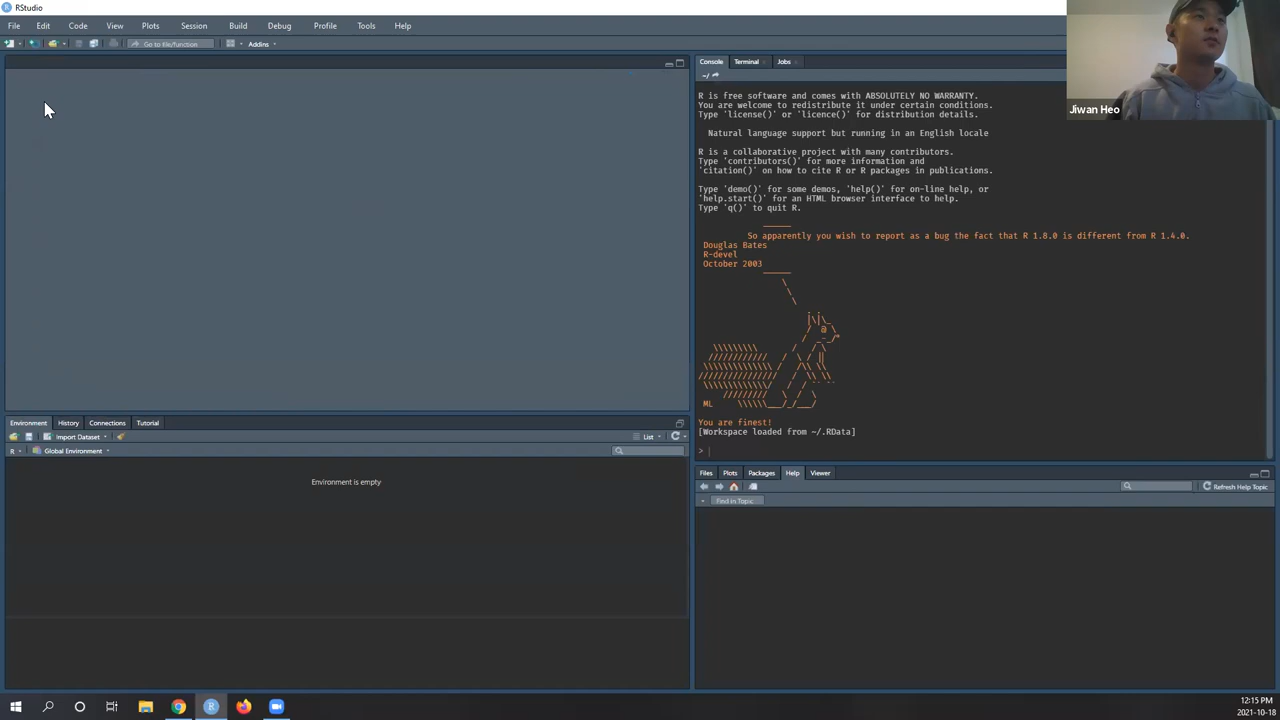 RStudio
File Edit Code View Plots Session Build Debug Profile Tools Help
Go to file/function Addins
Console Terminal Jobs
~/
R is free software and comes with ABSOLUTELY NO WARRANTY.
You are welcome to redistribute it under certain conditions.
Type 'license()' or 'licence()' for distribution details.
Natural language support but running in an English locale
R is a collaborative project with many contributors.
Type 'contributors()' for more information and
'citation()' on how to cite R or R packages in publications.
Type 'demo()' for some demos, 'help()' for on-line help, or
'help.start()' for an HTML browser interface to help.
Type 'q()' to quit R.
So apparently you wish to report as a bug the fact that R 1.8.0 is different from R 1.4.0.
Douglas Bates
R-devel
October 2003
ML
You are finest!
[Workspace loaded from ~/.RData]
>
Jiwan Heo
Environment History Connections Tutorial
Import Dataset List
R Global Environment
Environment is empty
Files Plots Packages Help Viewer
Refresh Help Topic
Find in Topic
12:15 PM
2021-10-18